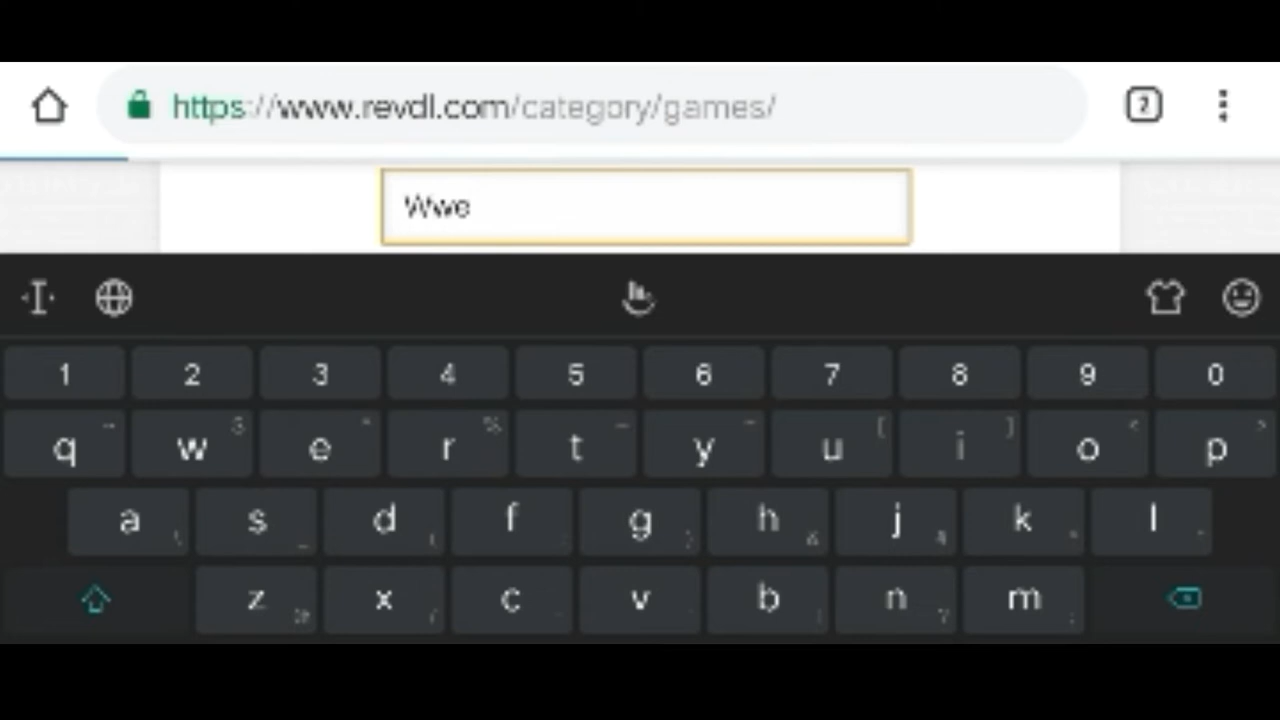 https://www.revdl.com/category/games/
2
Wwe
1 2 3 4 5 6 7 8 9 0
q w e r t y u i o p
a s d f g h j k l
z x c v b n m